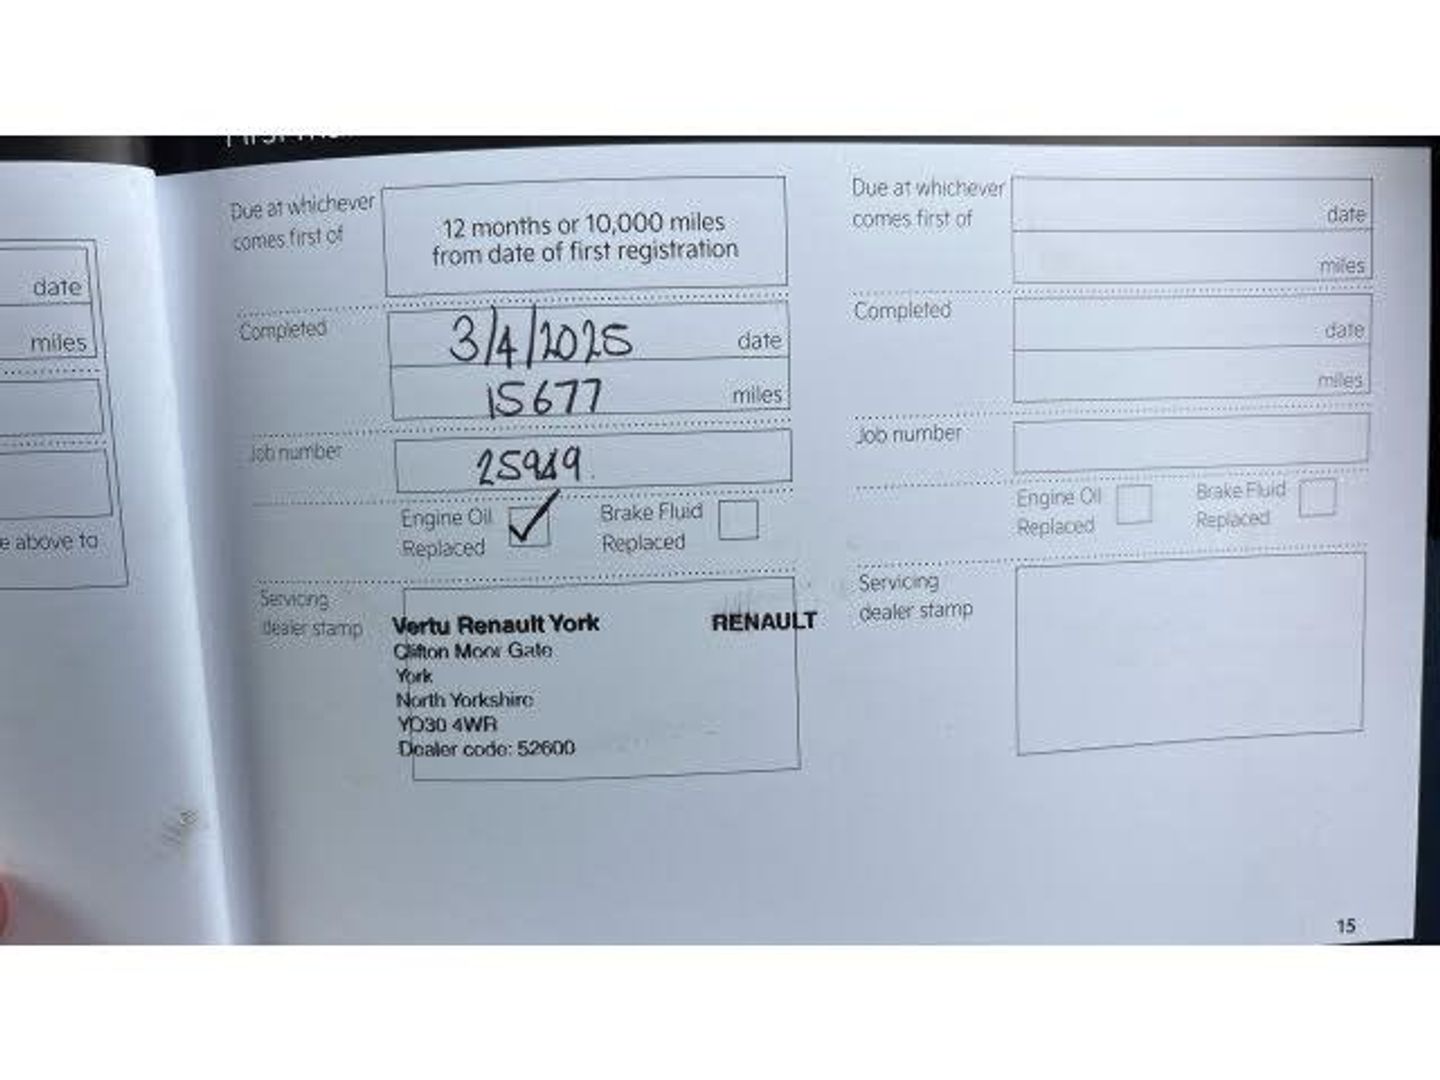 date
miles
e above to
Due at whichever
comes first of
12 months or 10,000 miles
from date of first registration
Completed
3/4/2025 date
15677 miles
Job number
25949
Engine Oil
Replaced
Brake Fluid
Replaced
Servicing
dealer stamp
Vertu Renault York RENAULT
Clifton Moor Gate
York
North Yorkshire
YO30 4WR
Dealer code: 52600
Due at whichever
comes first of
date
miles
Completed
date
miles
Job number
Engine Oil
Replaced
Brake Fluid
Replaced
Servicing
dealer stamp
15